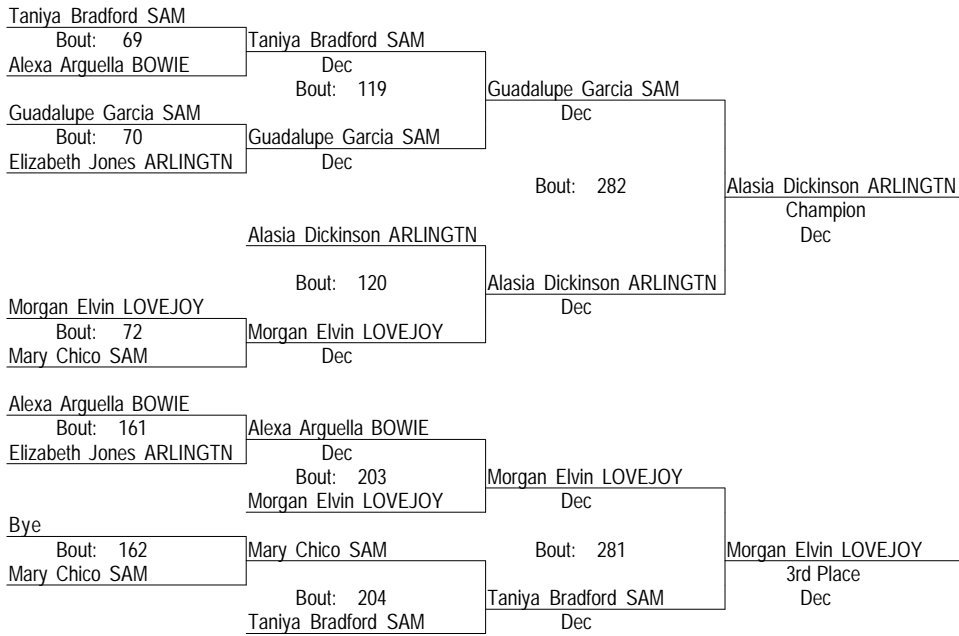 Taniya Bradford SAM
Bout: 69
Taniya Bradford SAM
Alexa Arguella BOWIE
Dec
Bout: 119
Guadalupe Garcia SAM
Guadalupe Garcia SAM
Dec
Bout: 70
Guadalupe Garcia SAM
Elizabeth Jones ARLINGTN
Dec
Bout: 282
Alasia Dickinson ARLINGTN
Champion
Alasia Dickinson ARLINGTN
Dec
Bout: 120
Alasia Dickinson ARLINGTN
Morgan Elvin LOVEJOY
Dec
Bout: 72
Morgan Elvin LOVEJOY
Mary Chico SAM
Dec
Alexa Arguella BOWIE
Bout: 161
Alexa Arguella BOWIE
Elizabeth Jones ARLINGTN
Dec
Bout: 203
Morgan Elvin LOVEJOY
Morgan Elvin LOVEJOY
Dec
Bye
Bout: 162
Mary Chico SAM
Bout: 281
Morgan Elvin LOVEJOY
Mary Chico SAM
3rd Place
Bout: 204
Taniya Bradford SAM
Dec
Taniya Bradford SAM
Dec